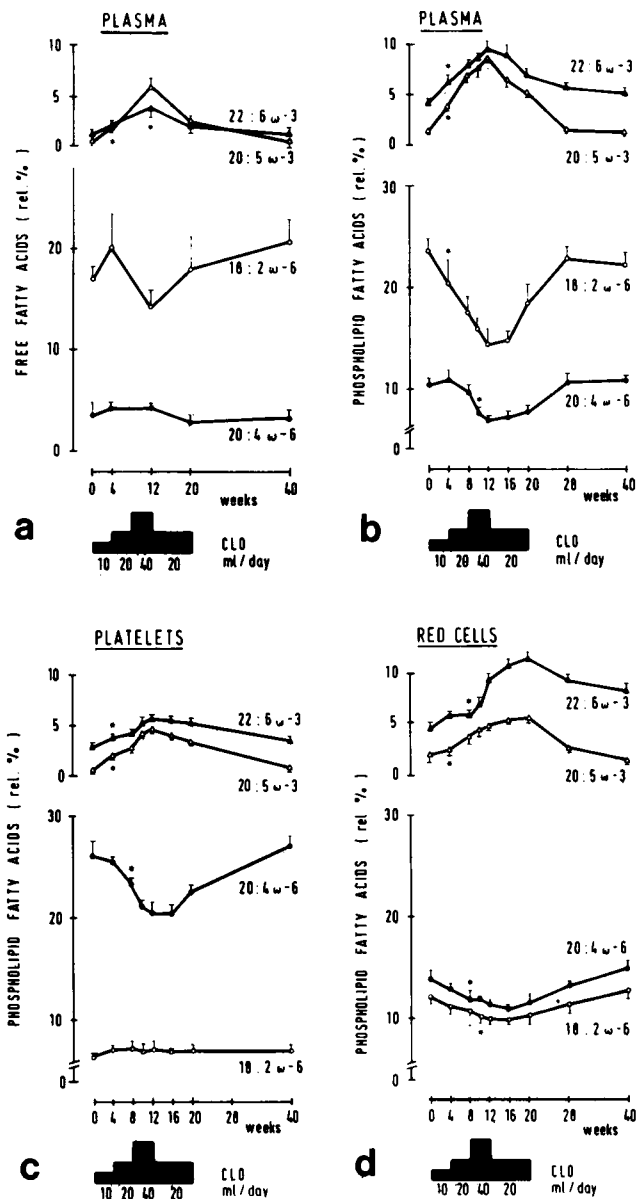 PLASMA
10
5
0
22:6 ω-3
20:5 ω-3
20
10
0
18:2 ω-6
20:4 ω-6
FREE FATTY ACIDS ( rel. % )
0 4 12 20 40
weeks
a
10 20 40 20
CLO
ml/day
PLASMA
10
5
0
22:6 ω-3
20:5 ω-3
30
20
10
0
18:2 ω-6
20:4 ω-6
PHOSPHOLIPID FATTY ACIDS ( rel. % )
0 4 8 12 16 20 28 40
weeks
b
10 20 40 20
CLO
ml/day
PLATELETS
10
5
0
22:6 ω-3
20:5 ω-3
30
20
10
0
20:4 ω-6
18:2 ω-6
PHOSPHOLIPID FATTY ACIDS ( rel. % )
0 4 8 12 16 20 28 40
weeks
c
10 20 40 20
CLO
ml/day
RED CELLS
10
5
0
22:6 ω-3
20:5 ω-3
30
20
10
0
20:4 ω-6
18:2 ω-6
PHOSPHOLIPID FATTY ACIDS ( rel. % )
0 4 8 12 16 20 28 40
weeks
d
10 20 40 20
CLO
ml/day